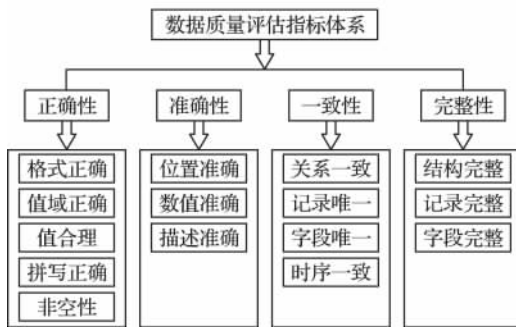 数据质量评估指标体系
正确性
准确性
一致性
完整性
格式正确
值域正确
值合理
拼写正确
非空性
位置准确
数值准确
描述准确
关系一致
记录唯一
字段唯一
时序一致
结构完整
记录完整
字段完整